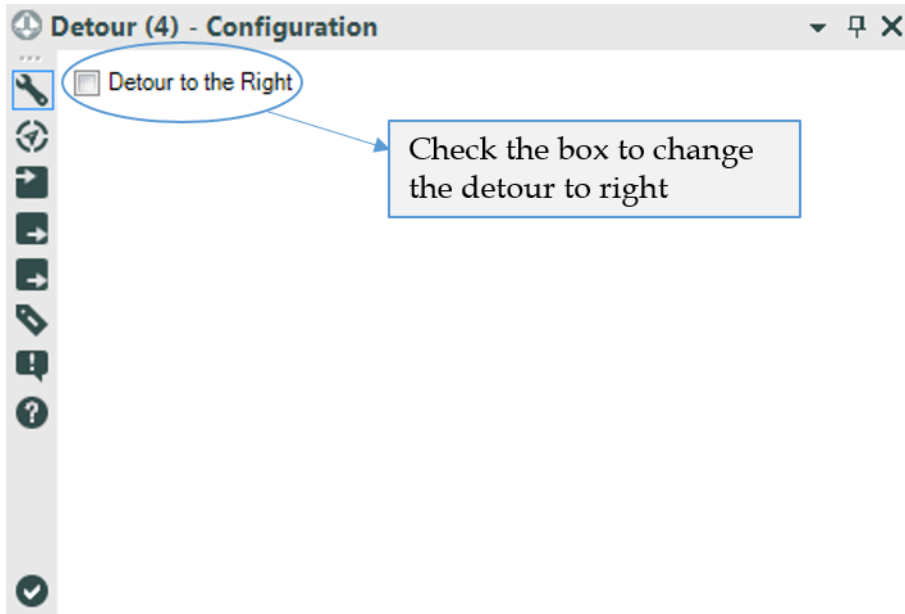 Detour (4) - Configuration
Detour to the Right
Check the box to change
the detour to right